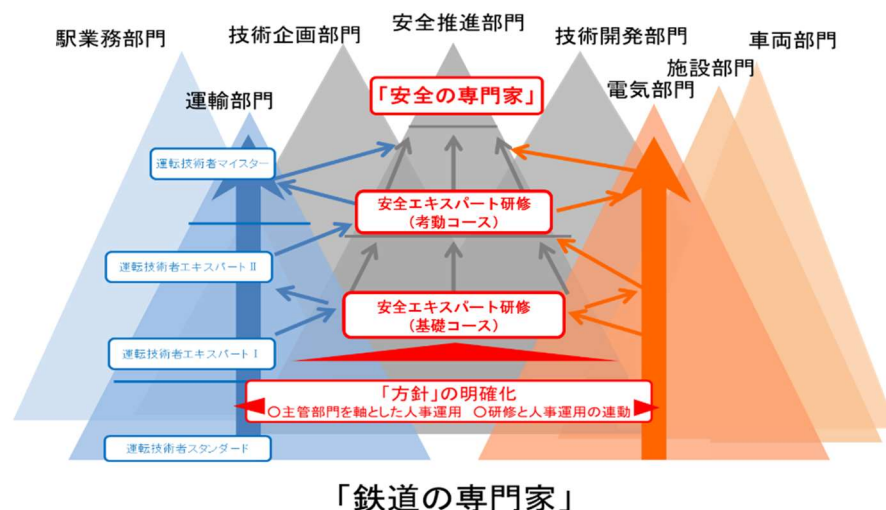 駅業務部門
技術企画部門
安全推進部門
技術開発部門
車両部門
施設部門
運輸部門
電気部門
「安全の専門家」
運転技術者マイスター
安全エキスパート研修
（考動コース）
運転技術者エキスパートⅡ
安全エキスパート研修
（基礎コース）
運転技術者エキスパートⅠ
「方針」の明確化
〇主管部門を軸とした人事運用　〇研修と人事運用の連動
運転技術者スタンダード
「鉄道の専門家」